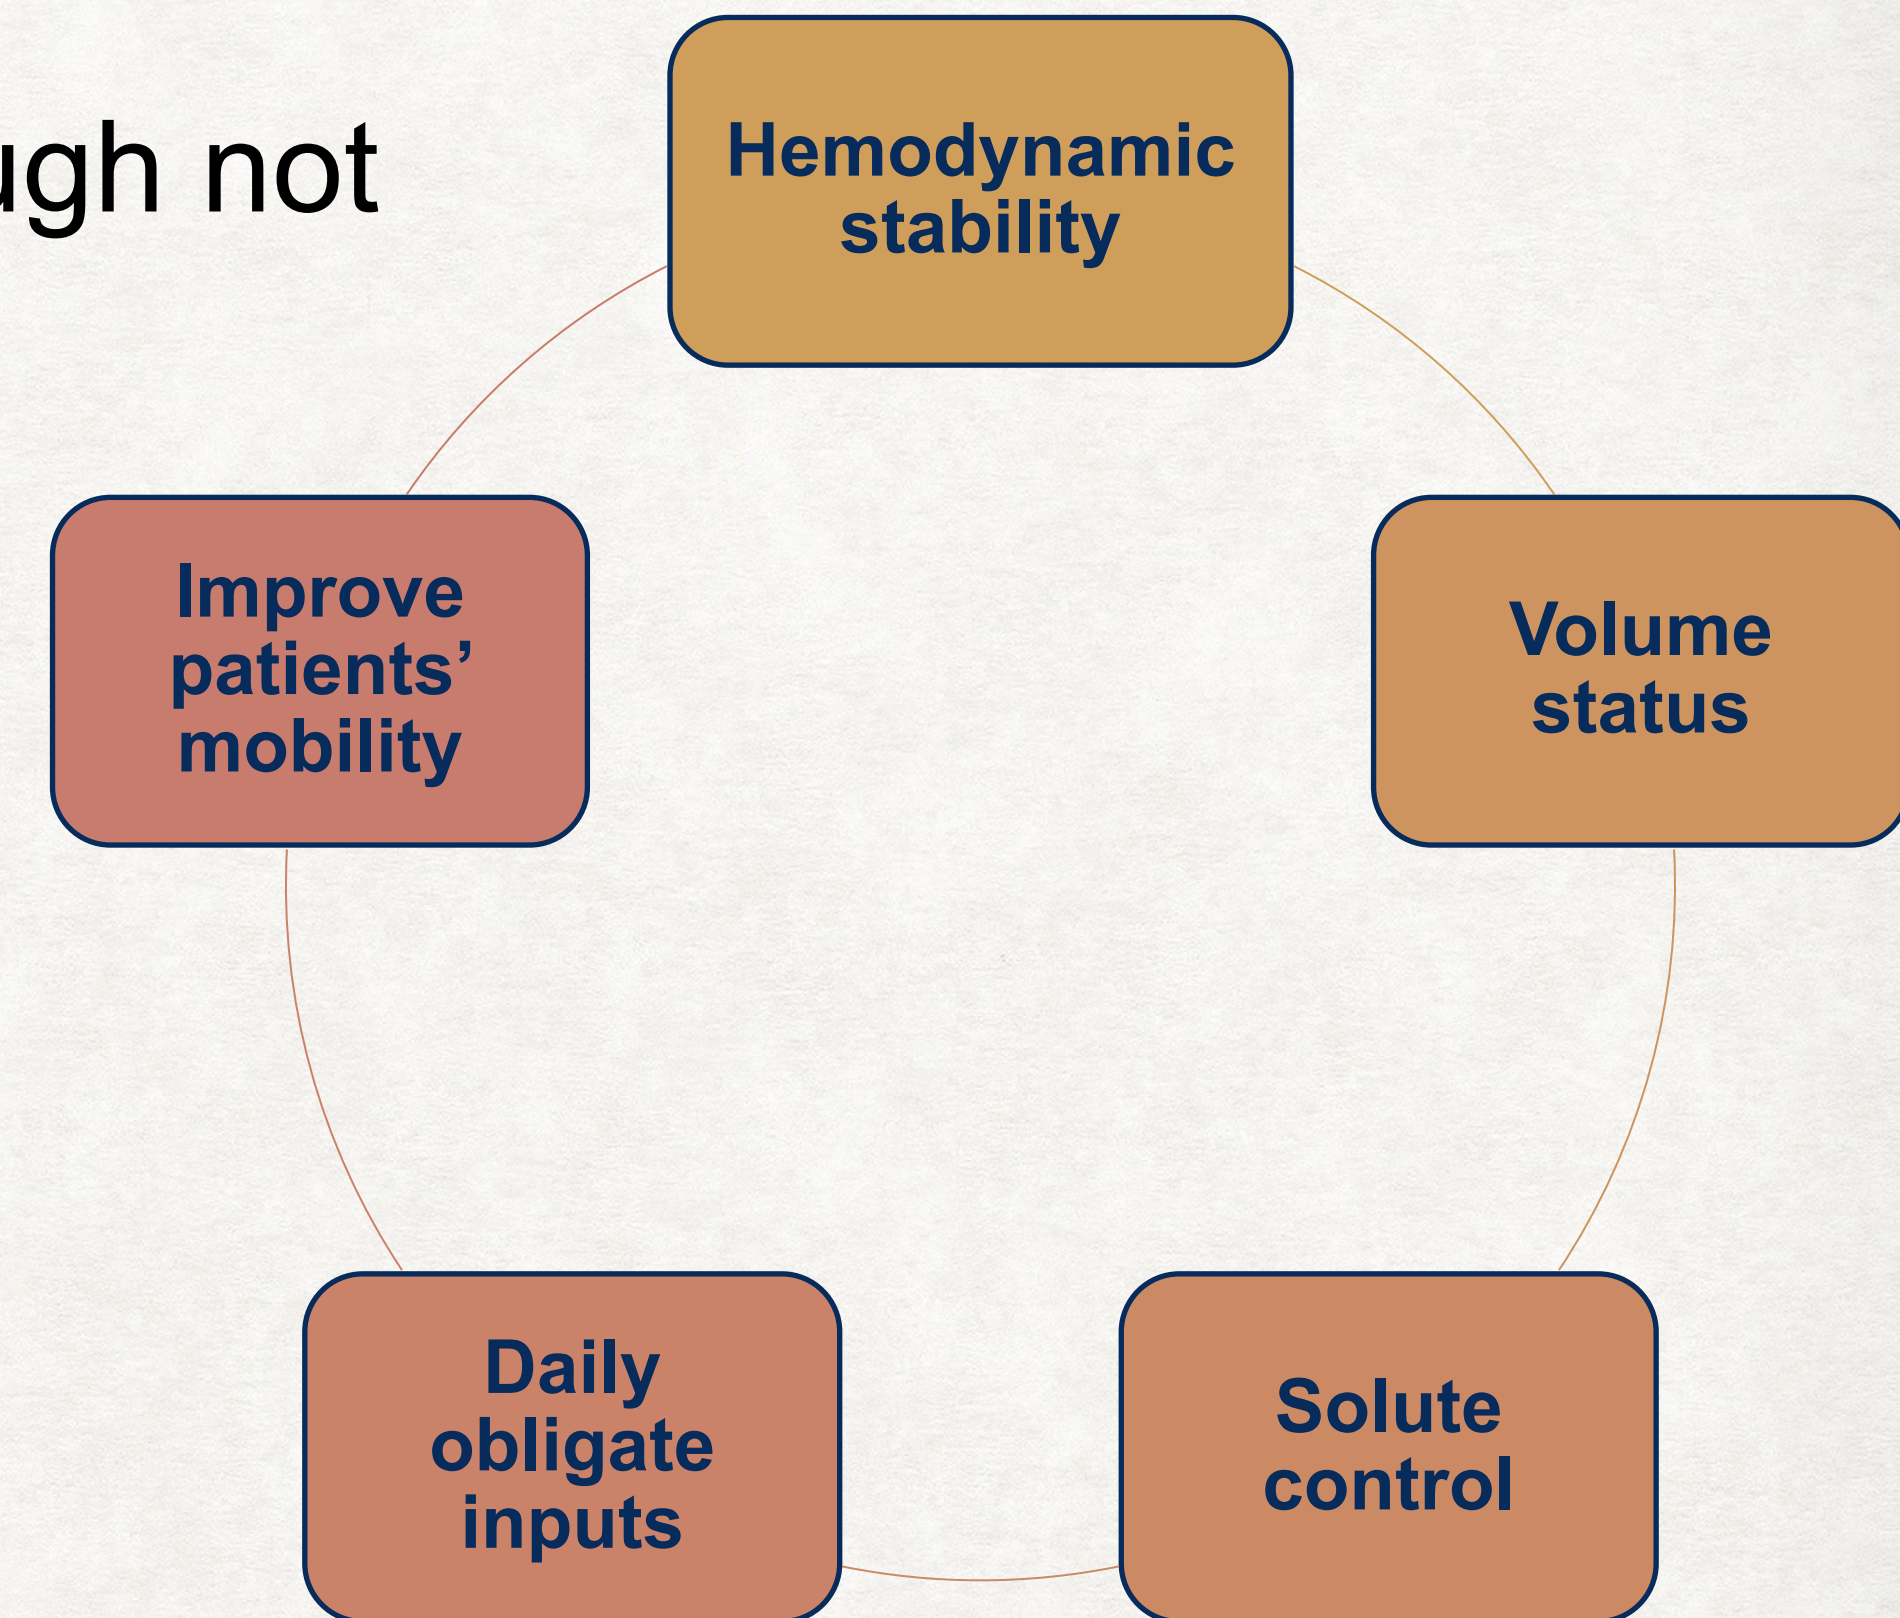 ugh not
Hemodynamic
stability
Improve
patients’
mobility
Volume
status
Daily
obligate
inputs
Solute
control